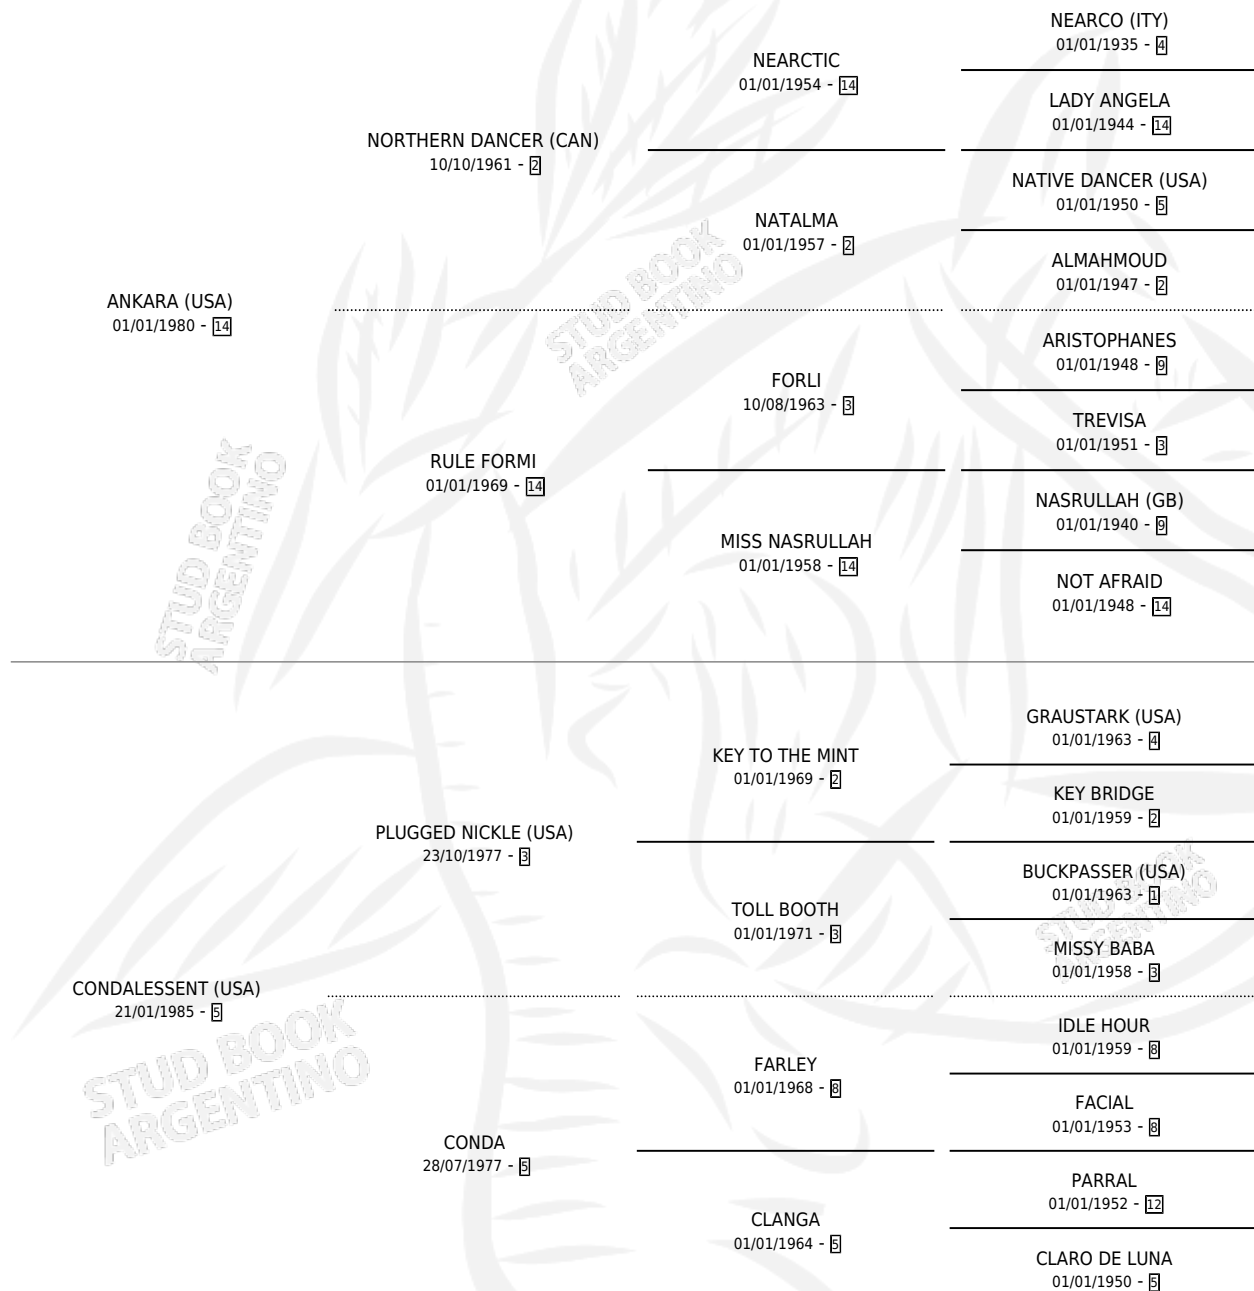 NEARCO (ITY)
01/01/1935 - 4
NEARCTIC
01/01/1954 - 14
LADY ANGELA
01/01/1944 - 14
NORTHERN DANCER (CAN)
10/10/1961 - 2
NATIVE DANCER (USA)
01/01/1950 - 5
NATALMA
01/01/1957 - 2
ALMAHMOUD
01/01/1947 - 2
ANKARA (USA)
01/01/1980 - 14
STUD BOOK
ARGENTINO
ARISTOPHANES
01/01/1948 - 9
FORLI
10/08/1963 - 3
TREVISA
01/01/1951 - 3
RULE FORMI
01/01/1969 - 14
NASRULLAH (GB)
01/01/1940 - 9
MISS NASRULLAH
01/01/1958 - 14
NOT AFRAID
01/01/1948 - 14
STUD BOOK
ARGENTINO
GRAUSTARK (USA)
01/01/1963 - 4
KEY TO THE MINT
01/01/1969 - 2
KEY BRIDGE
01/01/1959 - 2
PLUGGED NICKLE (USA)
23/10/1977 - 3
BUCKPASSER (USA)
01/01/1963 - 1
TOLL BOOTH
01/01/1971 - 3
STUD BOOK
ARGENTINO
MISSY BABA
01/01/1958 - 3
CONDALESSENT (USA)
21/01/1985 - 5
STUD BOOK
ARGENTINO
IDLE HOUR
01/01/1959 - 8
FARLEY
01/01/1968 - 8
FACIAL
01/01/1953 - 8
CONDA
28/07/1977 - 5
PARRAL
01/01/1952 - 12
CLANGA
01/01/1964 - 5
CLARO DE LUNA
01/01/1950 - 5